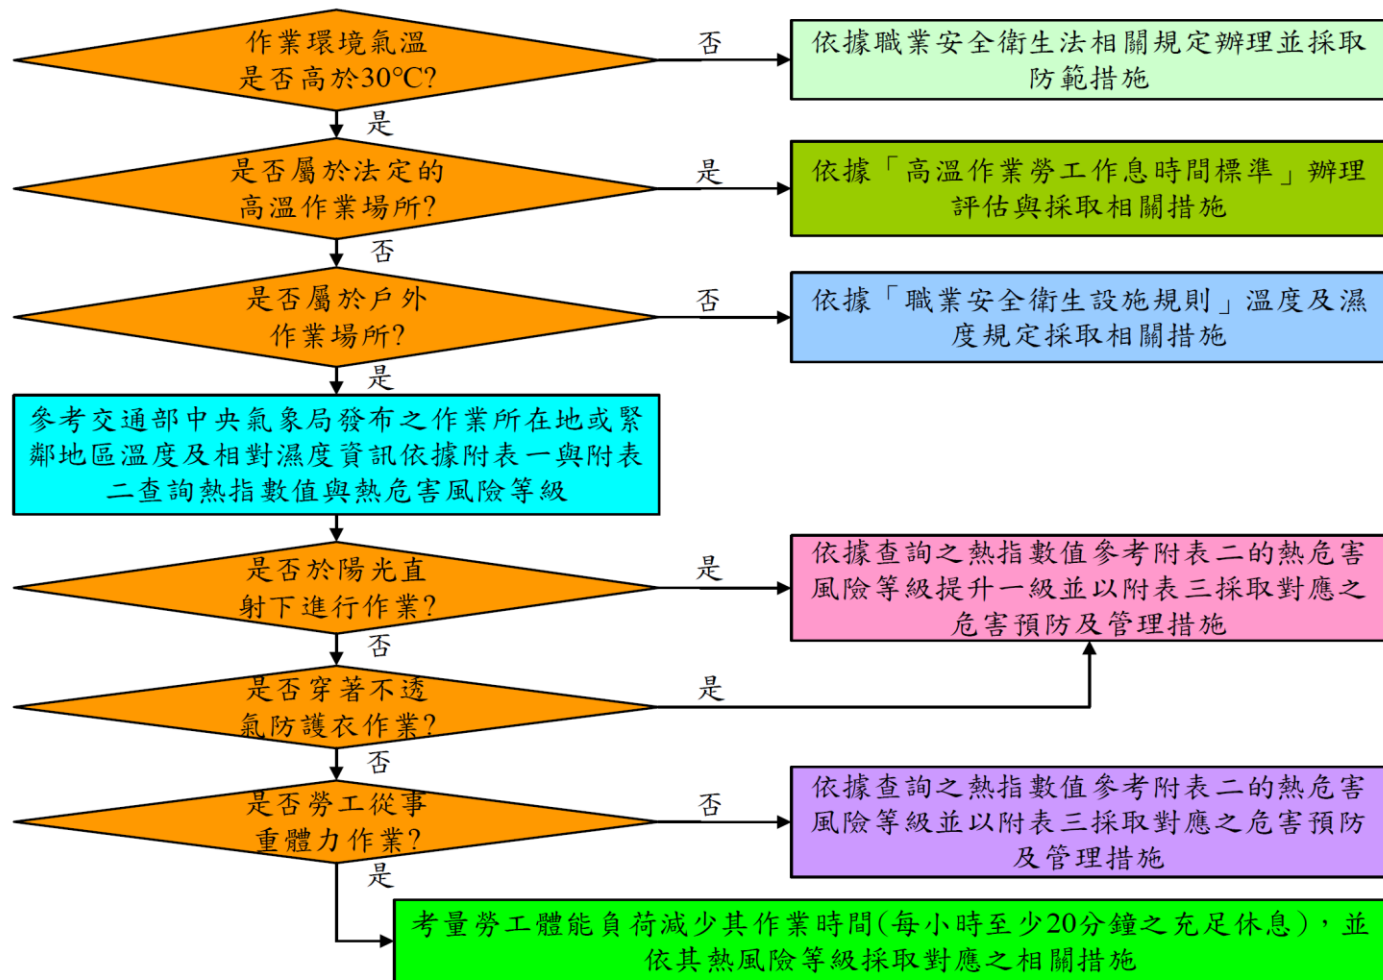 作業環境氣溫
是否高於30℃?
否
依據職業安全衛生法相關規定辦理並採取
防範措施
是
是否屬於法定的
高溫作業場所?
是
依據「高溫作業勞工作息時間標準」辦理
評估與採取相關措施
否
是否屬於戶外
作業場所?
否
依據「職業安全衛生設施規則」溫度及濕
度規定採取相關措施
是
參考交通部中央氣象局發布之作業所在地或緊
鄰地區溫度及相對濕度資訊依據附表一與附表
二查詢熱指數值與熱危害風險等級
是否於陽光直
射下進行作業?
是
依據查詢之熱指數值參考附表二的熱危害
風險等級提升一級並以附表三採取對應之
危害預防及管理措施
否
是否穿著不透
氣防護衣作業?
是
否
是否勞工從事
重體力作業?
否
依據查詢之熱指數值參考附表二的熱危害
風險等級並以附表三採取對應之危害預防
及管理措施
是
考量勞工體能負荷減少其作業時間(每小時至少20分鐘之充足休息)，並
依其熱風險等級採取對應之相關措施